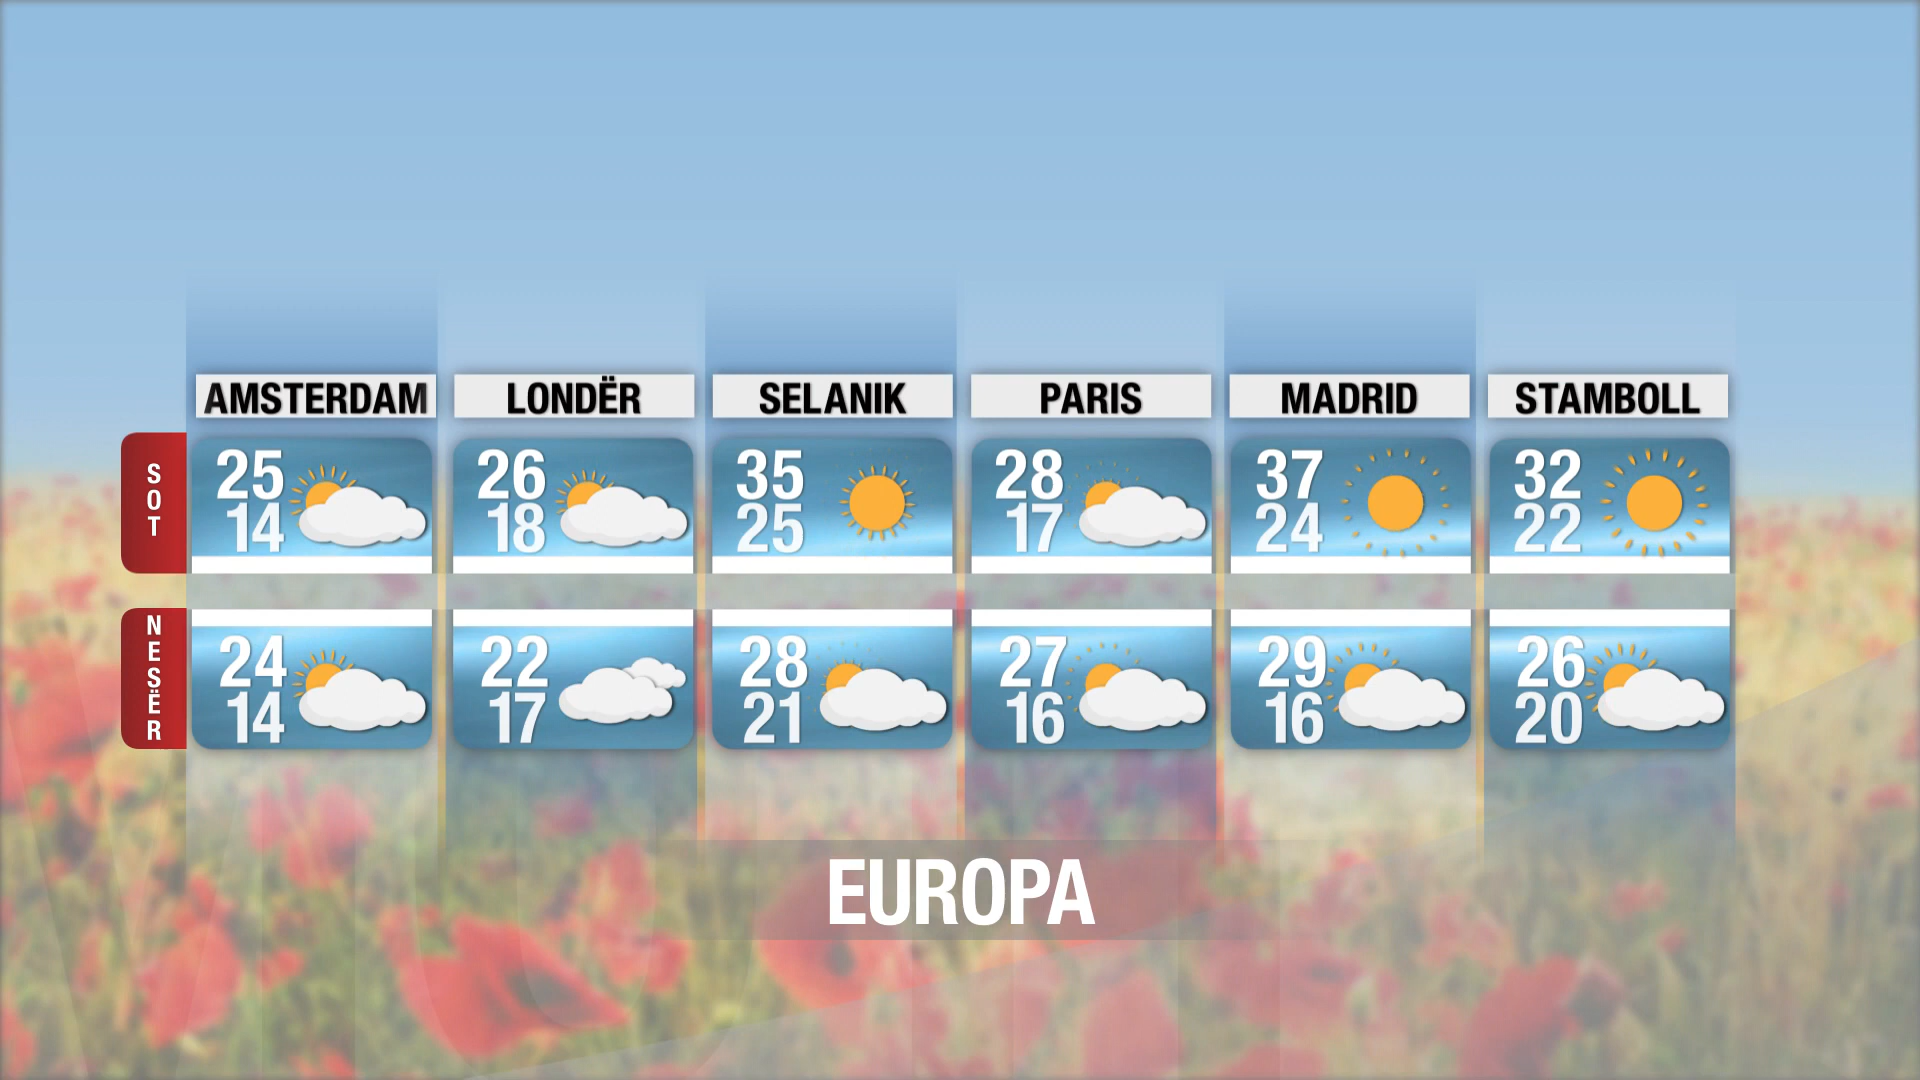 AMSTERDAM LONDËR SELANIK PARIS MADRID STAMBOLL
SOT
25 26 35 28 37 32
14 18 25 17 24 22
NESËR
24 22 28 27 29 26
14 17 21 16 16 20
EUROPA